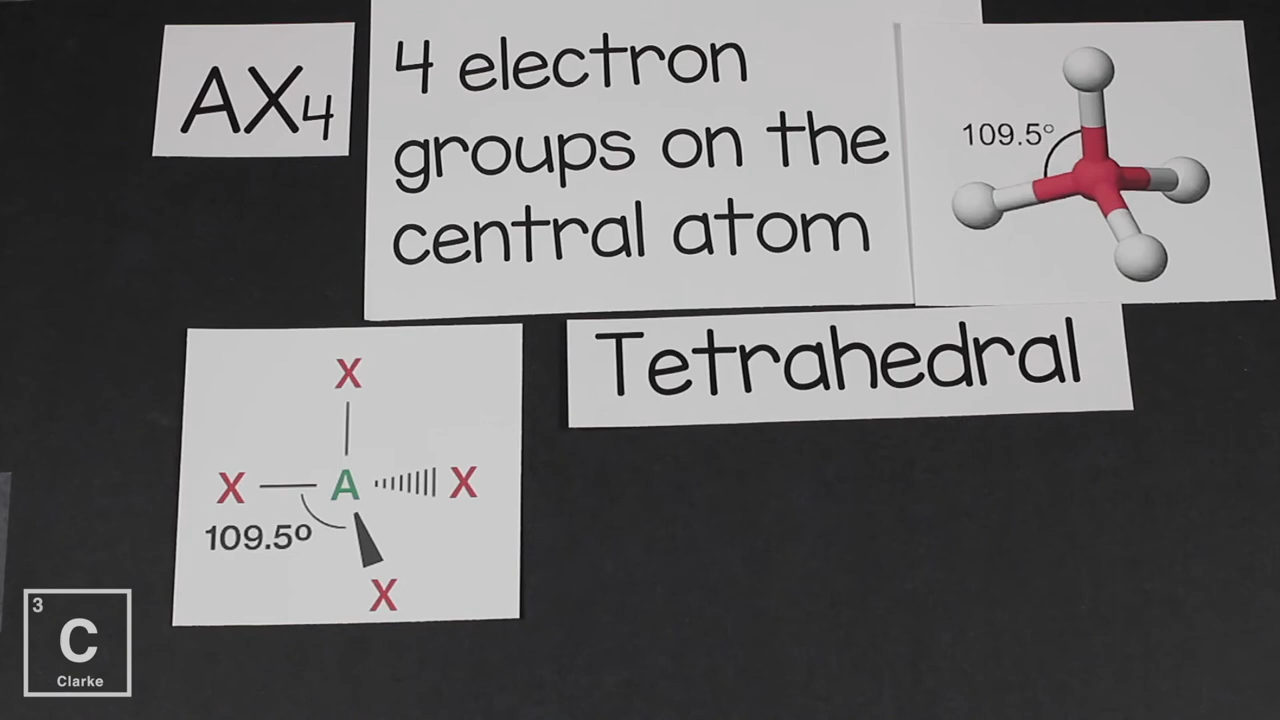 AX4
4 electron
groups on the
central atom
109.5°
Tetrahedral
X
X A X
109.5º
X
3
C
Clarke